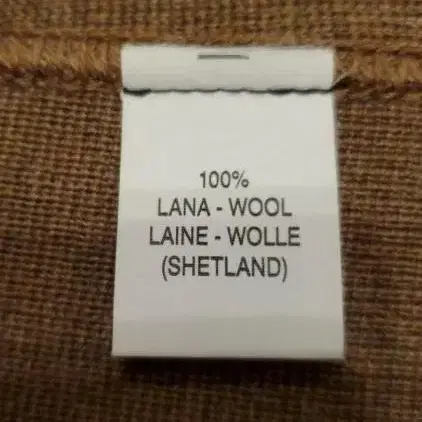 100%
LANA - WOOL
LAINE - WOLLE
(SHETLAND)